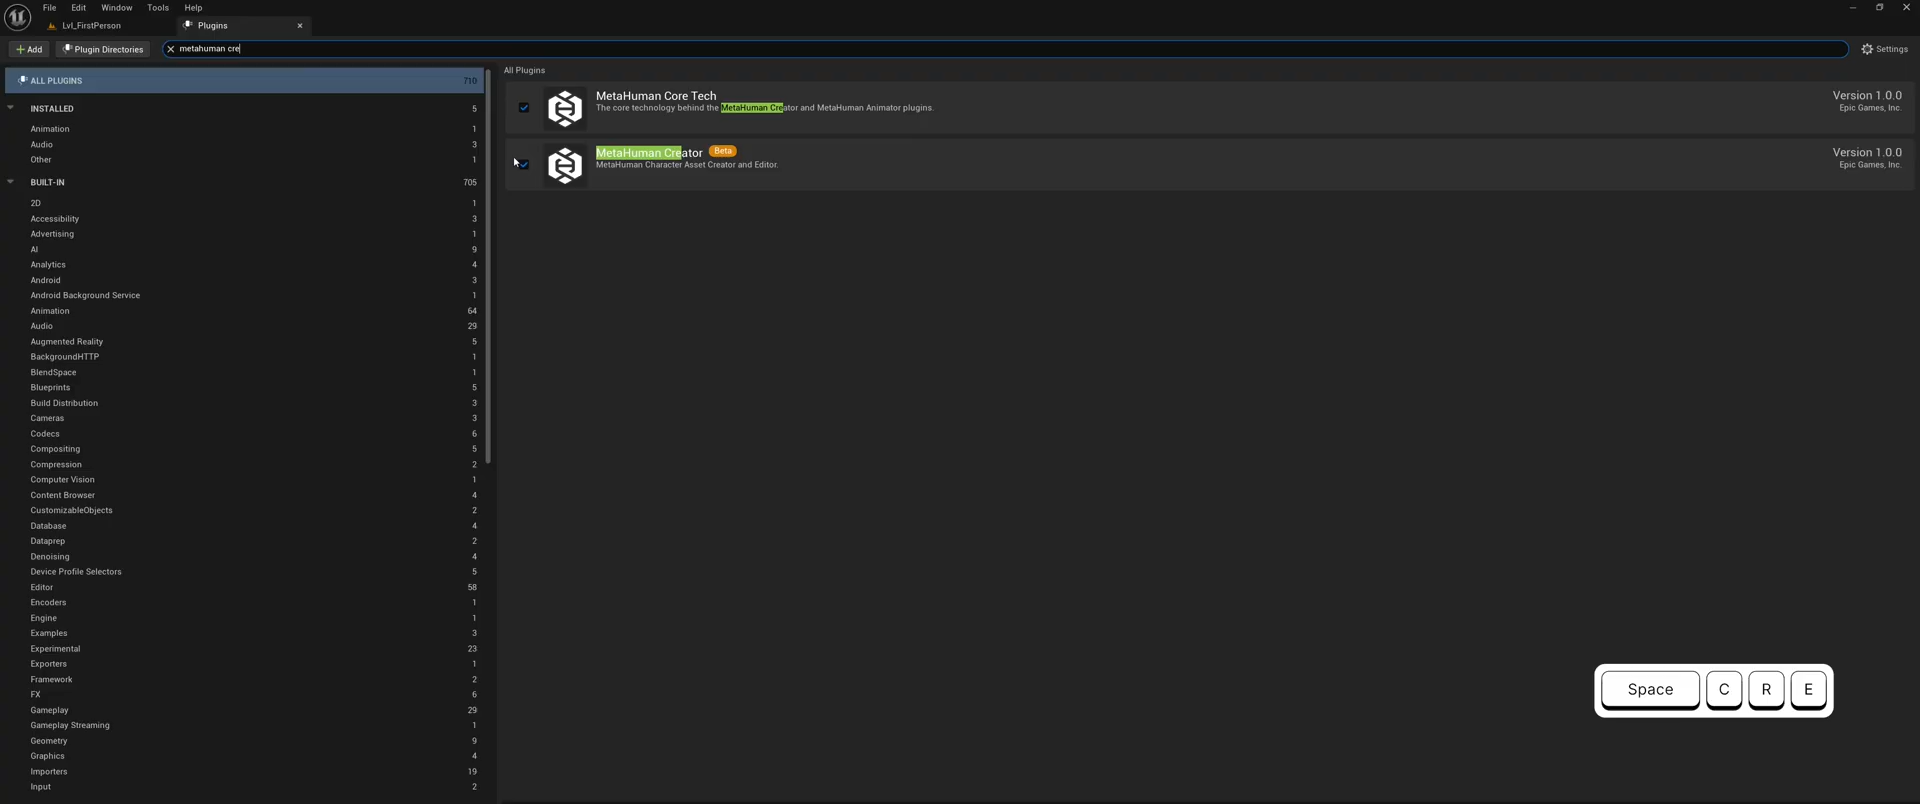 File Edit Window Tools Help
Lvl_FirstPerson
Plugins
Add
Plugin Directories
metahuman cre
Settings
ALL PLUGINS 710
INSTALLED 5
Animation 1
Audio 3
Other 1
BUILT-IN 705
2D 1
Accessibility 3
Advertising 1
AI 9
Analytics 4
Android 3
Android Background Service 1
Animation 64
Audio 29
Augmented Reality 5
BackgroundHTTP 1
BlendSpace 1
Blueprints 5
Build Distribution 3
Cameras 3
Codecs 6
Compositing 5
Compression 2
Computer Vision 1
Content Browser 4
CustomizableObjects 2
Database 4
Dataprep 2
Denoising 4
Device Profile Selectors 5
Editor 58
Encoders 1
Engine 1
Examples 3
Experimental 23
Exporters 1
Framework 2
FX 6
Gameplay 29
Gameplay Streaming 1
Geometry 9
Graphics 4
Importers 19
Input 2
All Plugins
MetaHuman Core Tech
The core technology behind the MetaHuman Creator and MetaHuman Animator plugins.
Version 1.0.0
Epic Games, Inc.
MetaHuman Creator Beta
MetaHuman Character Asset Creator and Editor.
Version 1.0.0
Epic Games, Inc.
Space C R E